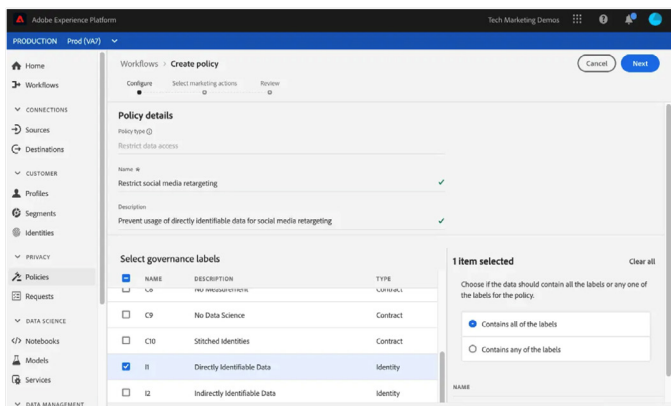 Adobe Experience Platform
Tech Marketing Demos
PRODUCTION Prod (VA7)
Home
Workflows
CONNECTIONS
Sources
Destinations
CUSTOMER
Profiles
Segments
Identities
PRIVACY
Policies
Requests
DATA SCIENCE
Notebooks
Models
Services
DATA MANAGEMENT
Workflows > Create policy
Cancel
Next
Configure
Select marketing actions
Review
Policy details
Policy type
Restrict data access
Name
Restrict social media retargeting
Description
Prevent usage of directly identifiable data for social media retargeting
Select governance labels
NAME DESCRIPTION TYPE
C8 No Measurement Contract
C9 No Data Science Contract
C10 Stitched Identities Contract
I1 Directly Identifiable Data Identity
I2 Indirectly Identifiable Data Identity
1 item selected
Clear all
Choose if the data should contain all the labels or any one of
the labels for the policy.
Contains all of the labels
Contains any of the labels
NAME